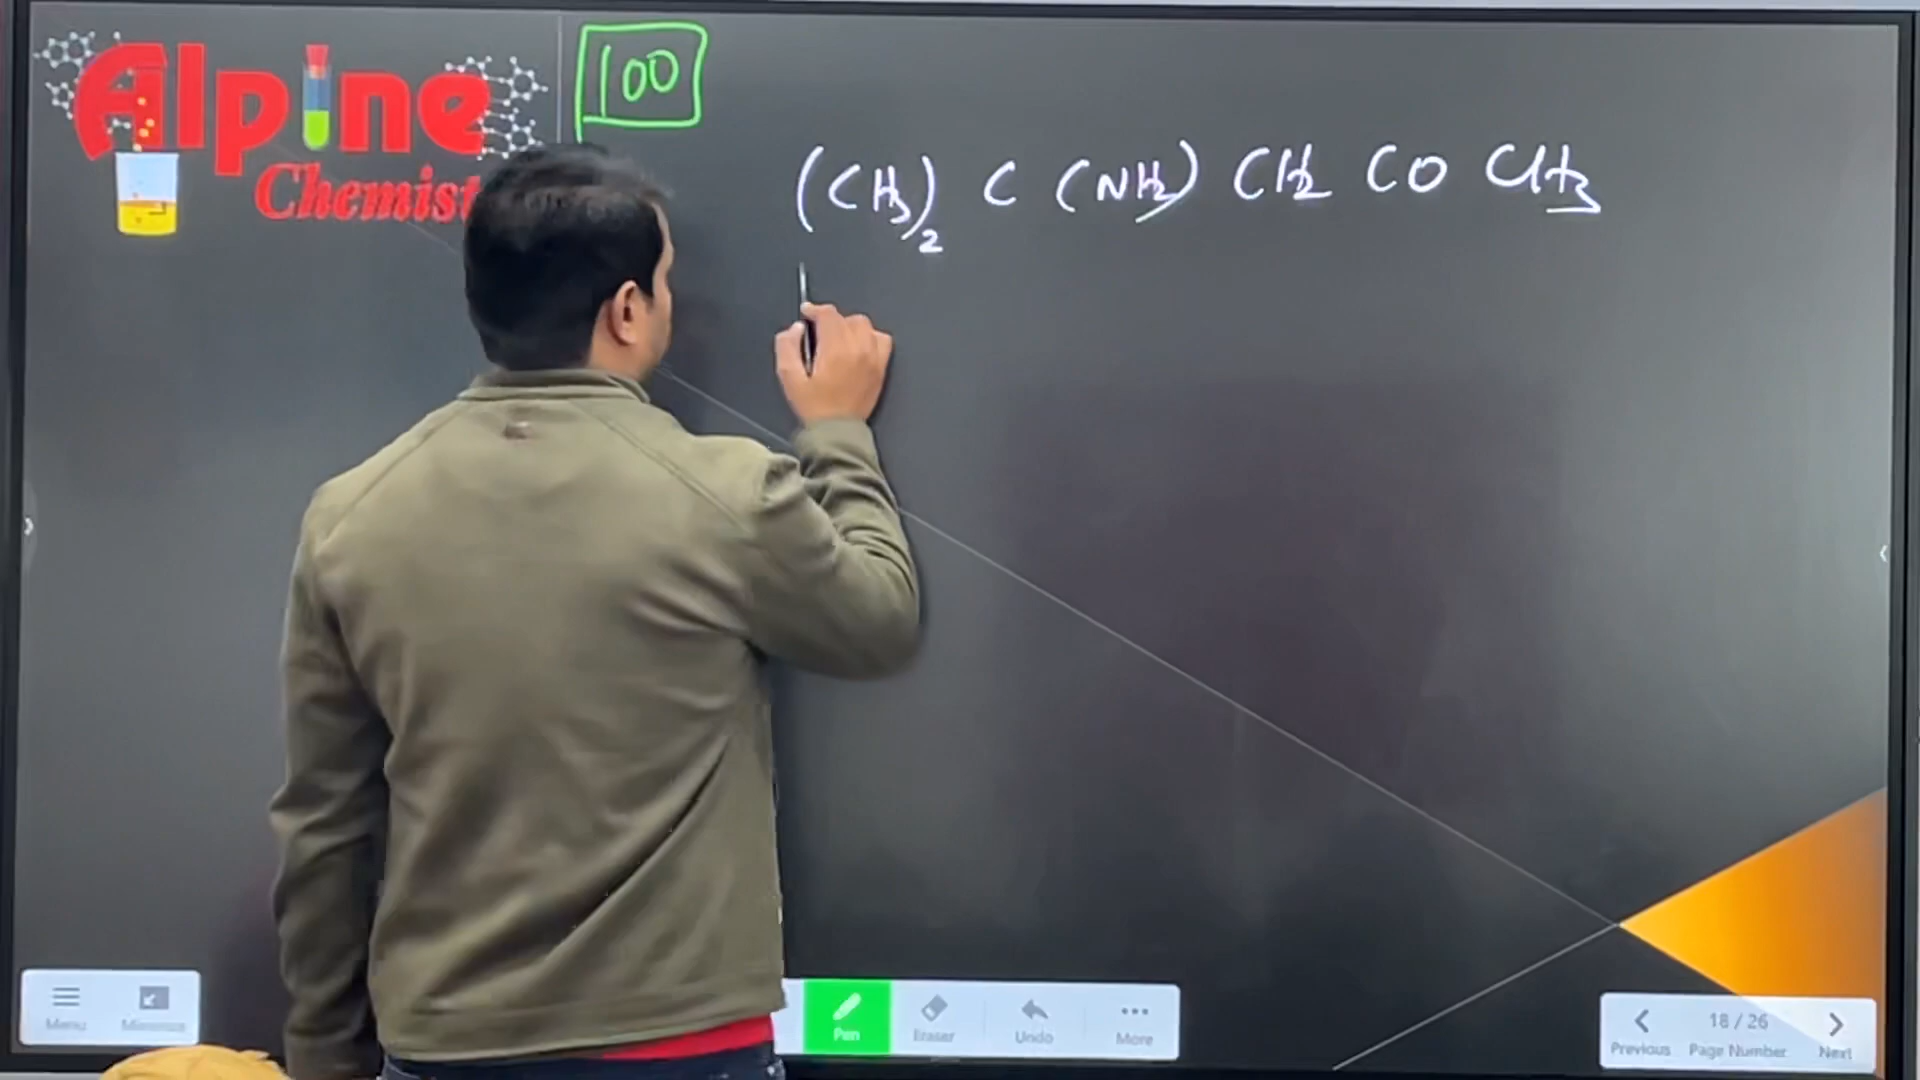 Alpine
Chemist
100
(CH3)2 C (NH2) CH2 CO CH3
Menu
Minimize
Pen
Eraser
Undo
More
18 / 26
Previous Page Number Next